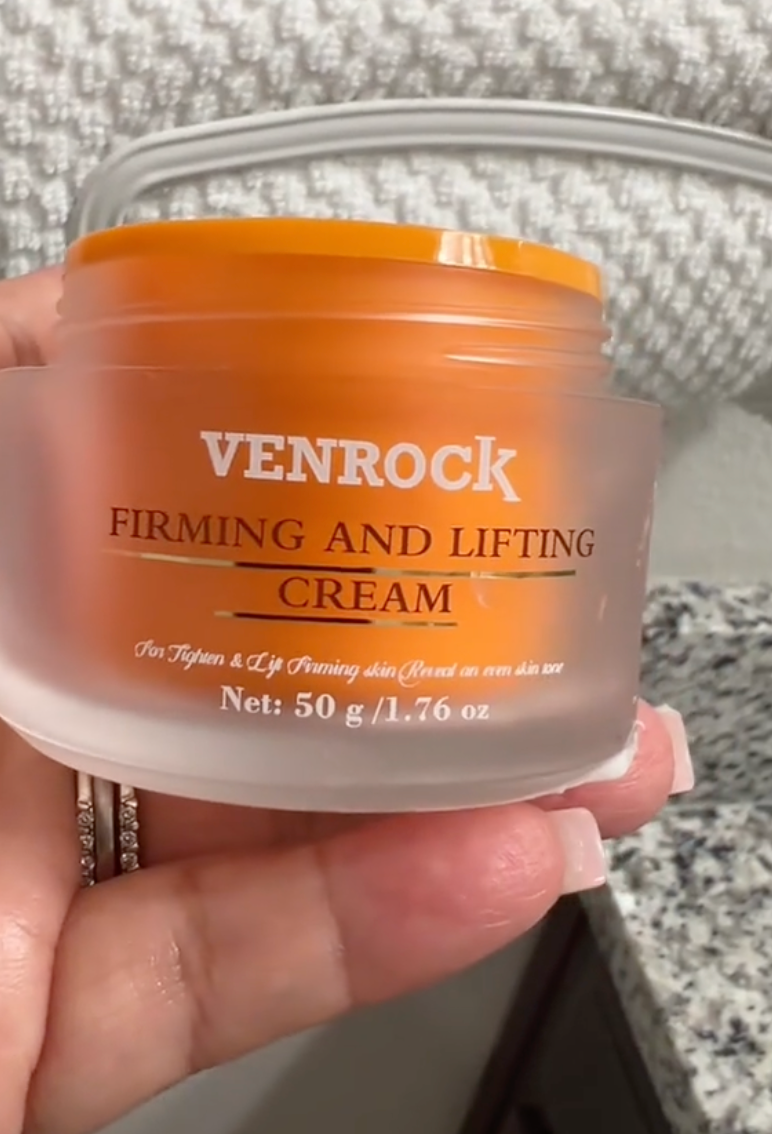 VENROCK
FIRMING AND LIFTING
CREAM
For Tighten & Lift Firming skin Reveal an even skin tone
Net: 50 g /1.76 oz